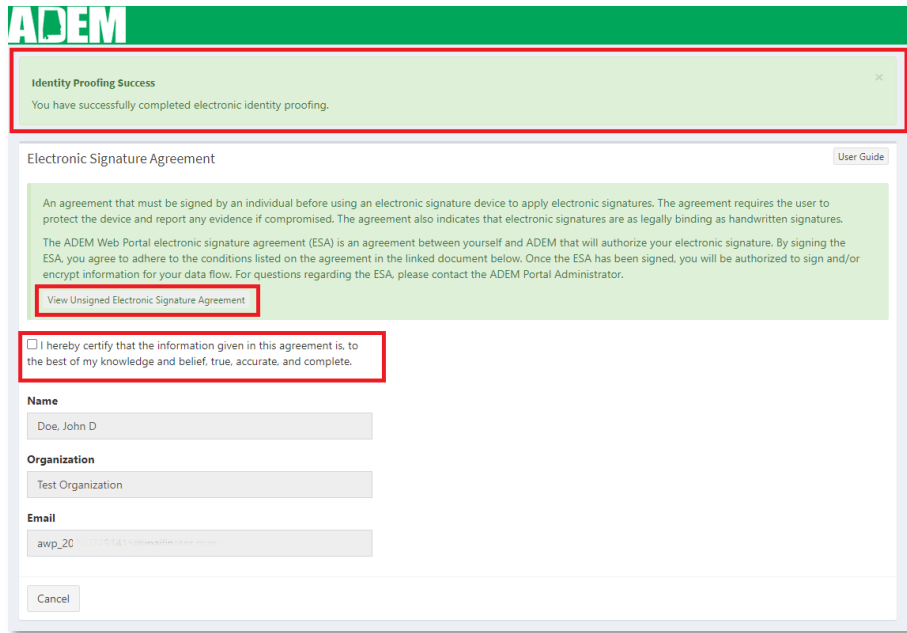 ADEM
Identity Proofing Success
×
You have successfully completed electronic identity proofing.
Electronic Signature Agreement
User Guide
An agreement that must be signed by an individual before using an electronic signature device to apply electronic signatures. The agreement requires the user to
protect the device and report any evidence if compromised. The agreement also indicates that electronic signatures are as legally binding as handwritten signatures.
The ADEM Web Portal electronic signature agreement (ESA) is an agreement between yourself and ADEM that will authorize your electronic signature. By signing the
ESA, you agree to adhere to the conditions listed on the agreement in the linked document below. Once the ESA has been signed, you will be authorized to sign and/or
encrypt information for your data flow. For questions regarding the ESA, please contact the ADEM Portal Administrator.
View Unsigned Electronic Signature Agreement
I hereby certify that the information given in this agreement is, to
the best of my knowledge and belief, true, accurate, and complete.
Name
Doe, John D
Organization
Test Organization
Email
awp_20
Cancel